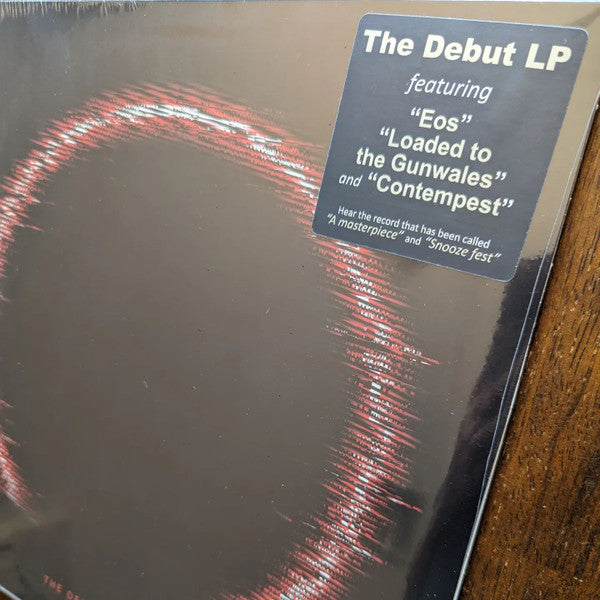 The Debut LP
featuring
“Eos”
“Loaded to
the Gunwales”
and “Contempest”
Hear the record that has been called
“A masterpiece” and “Snooze fest”
THE